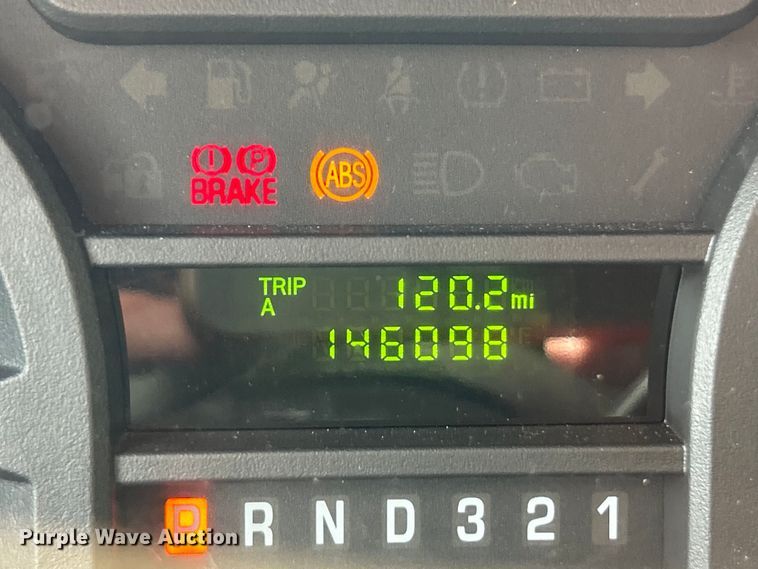 (!) (P)
BRAKE
ABS
TRIP 120.2 mi
A
146098
P R N D 3 2 1
Purple Wave Auction